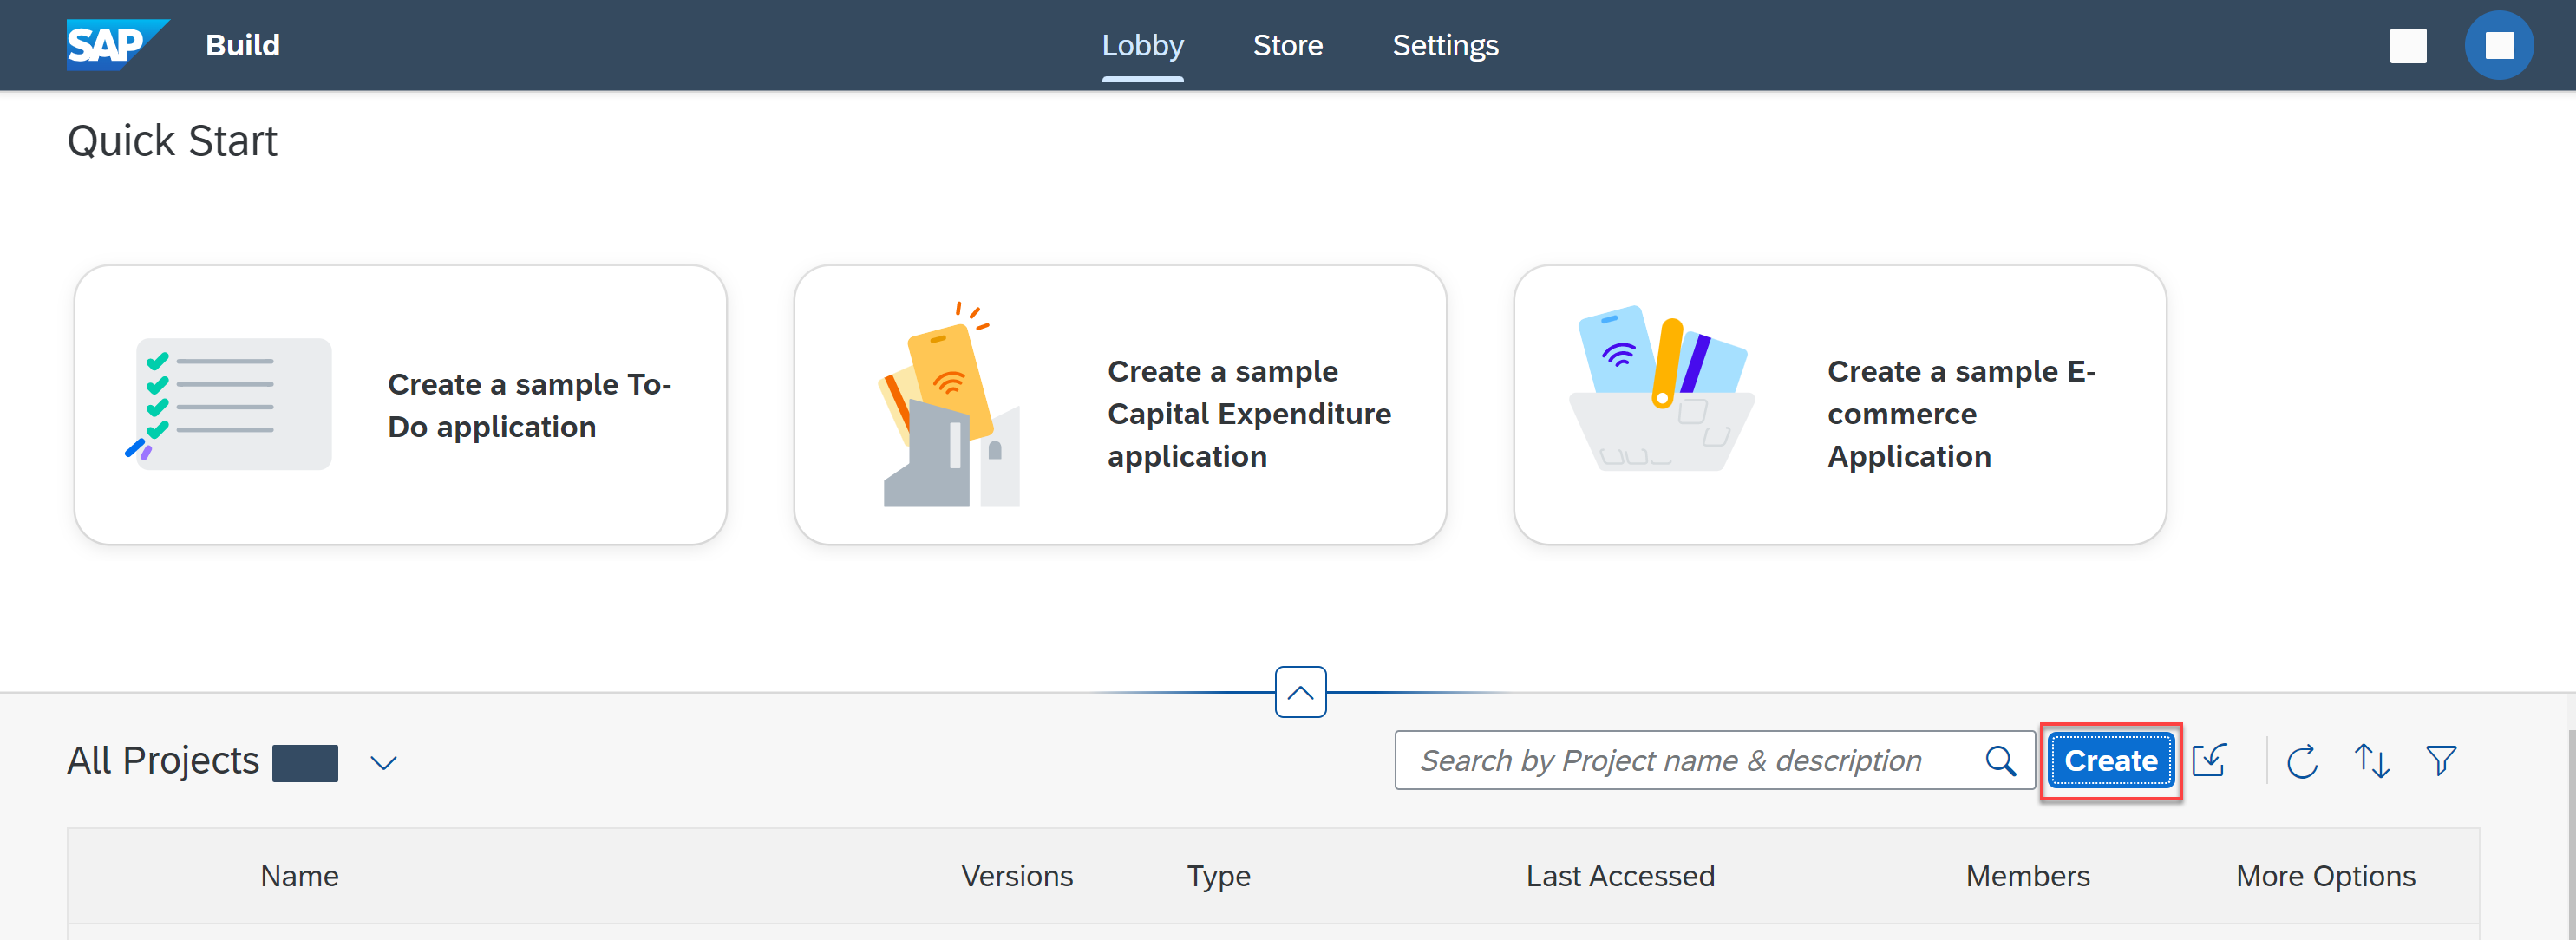 SAP Build Lobby Store Settings
Quick Start
Create a sample To-
Do application
Create a sample
Capital Expenditure
application
Create a sample E-
commerce
Application
All Projects Search by Project name & description Create
Name Versions Type Last Accessed Members More Options